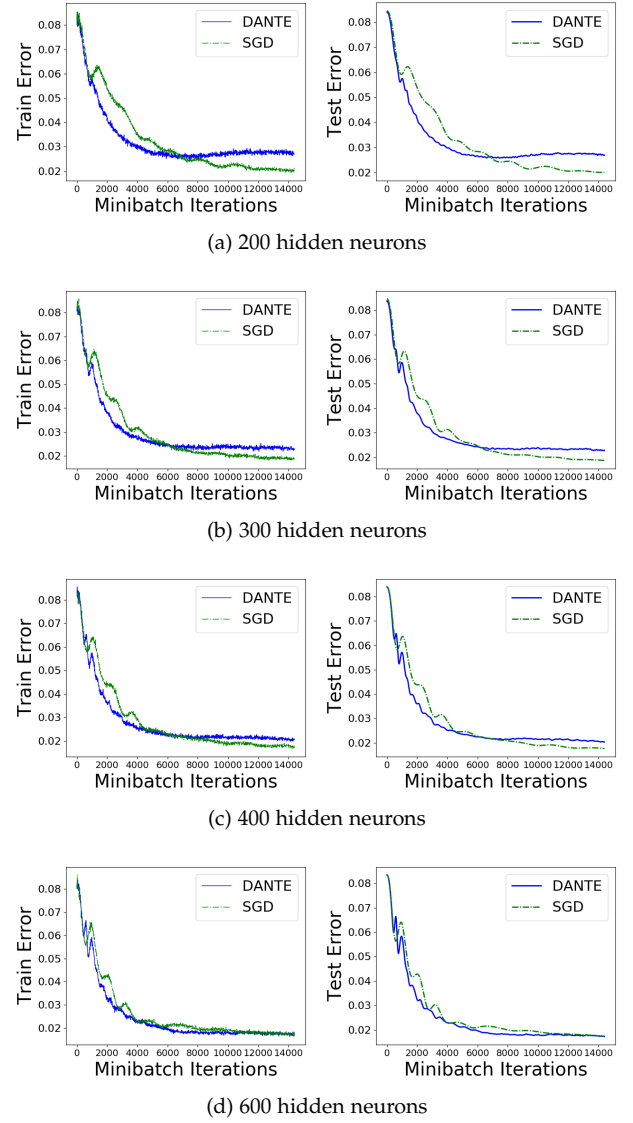 DANTE
SGD
Train Error
0.08
0.07
0.06
0.05
0.04
0.03
0.02
0 2000 4000 6000 8000 10000 12000 14000
Minibatch Iterations
DANTE
SGD
Test Error
0.08
0.07
0.06
0.05
0.04
0.03
0.02
0 2000 4000 6000 8000 10000 12000 14000
Minibatch Iterations
(a) 200 hidden neurons
DANTE
SGD
Train Error
0.08
0.07
0.06
0.05
0.04
0.03
0.02
0 2000 4000 6000 8000 10000 12000 14000
Minibatch Iterations
DANTE
SGD
Test Error
0.08
0.07
0.06
0.05
0.04
0.03
0.02
0 2000 4000 6000 8000 10000 12000 14000
Minibatch Iterations
(b) 300 hidden neurons
DANTE
SGD
Train Error
0.08
0.07
0.06
0.05
0.04
0.03
0.02
0 2000 4000 6000 8000 10000 12000 14000
Minibatch Iterations
DANTE
SGD
Test Error
0.08
0.07
0.06
0.05
0.04
0.03
0.02
0 2000 4000 6000 8000 10000 12000 14000
Minibatch Iterations
(c) 400 hidden neurons
DANTE
SGD
Train Error
0.08
0.07
0.06
0.05
0.04
0.03
0.02
0 2000 4000 6000 8000 10000 12000 14000
Minibatch Iterations
DANTE
SGD
Test Error
0.08
0.07
0.06
0.05
0.04
0.03
0.02
0 2000 4000 6000 8000 10000 12000 14000
Minibatch Iterations
(d) 600 hidden neurons